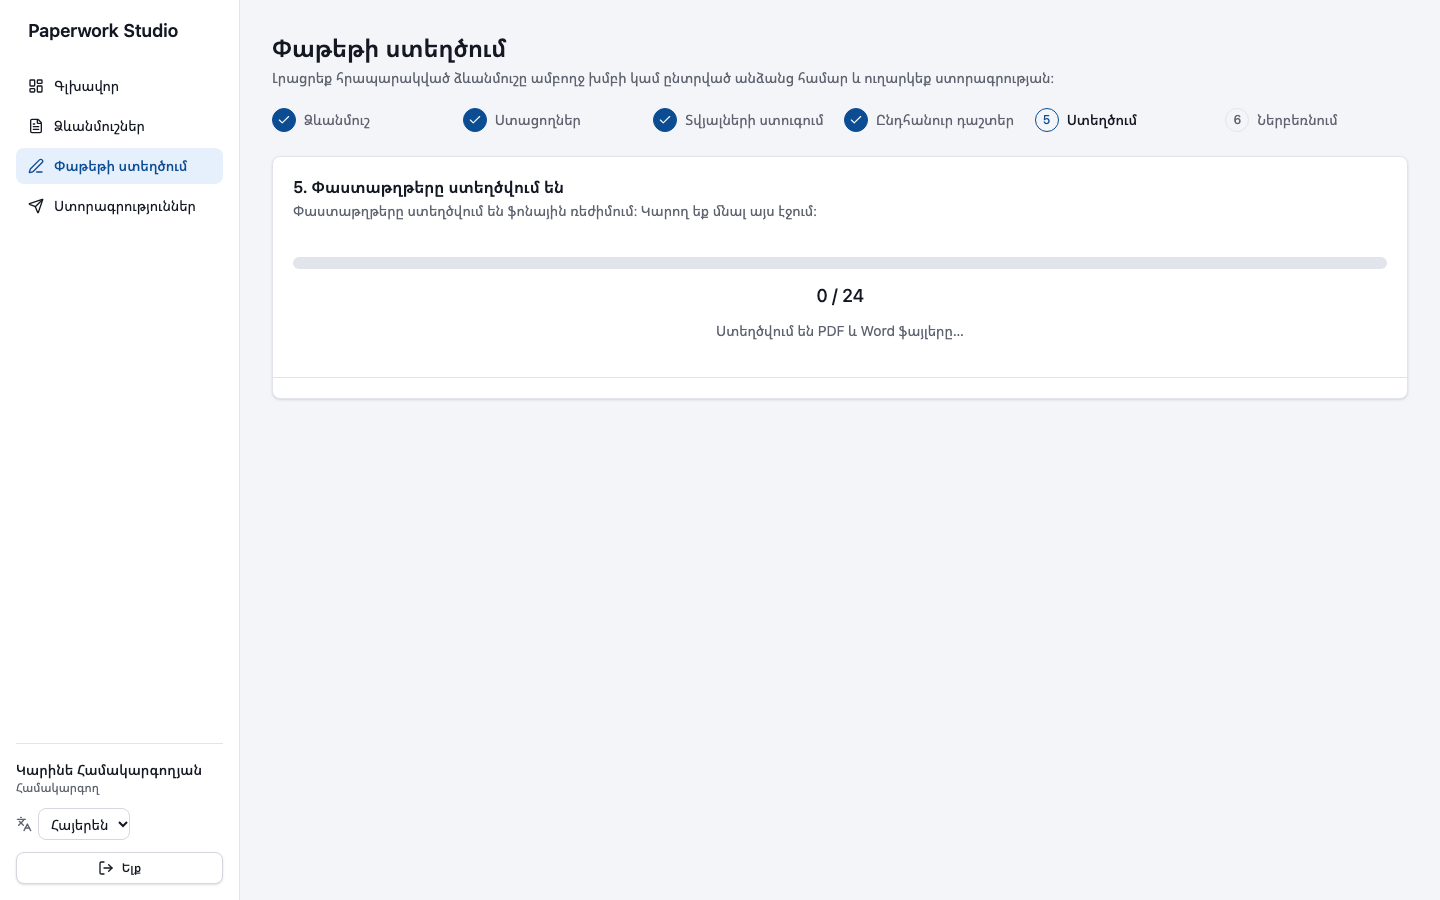 Paperwork Studio
Գլխավոր
Ձևանմուշներ
Փաթեթի ստեղծում
Ստորագրություններ
Կարինե Համակարգողյան
Համակարգող
Հայերեն
Ելք
Փաթեթի ստեղծում
Լրացրեք հրապարակված ձևանմուշը ամբողջ խմբի կամ ընտրված անձանց համար և ուղարկեք ստորագրության:
Ձևանմուշ
Ստացողներ
Տվյալների ստուգում
Ընդհանուր դաշտեր
5 Ստեղծում
6 Ներբեռնում
5. Փաստաթղթերը ստեղծվում են
Փաստաթղթերը ստեղծվում են ֆոնային ռեժիմում: Կարող եք մնալ այս էջում:
0 / 24
Ստեղծվում են PDF և Word ֆայլերը...